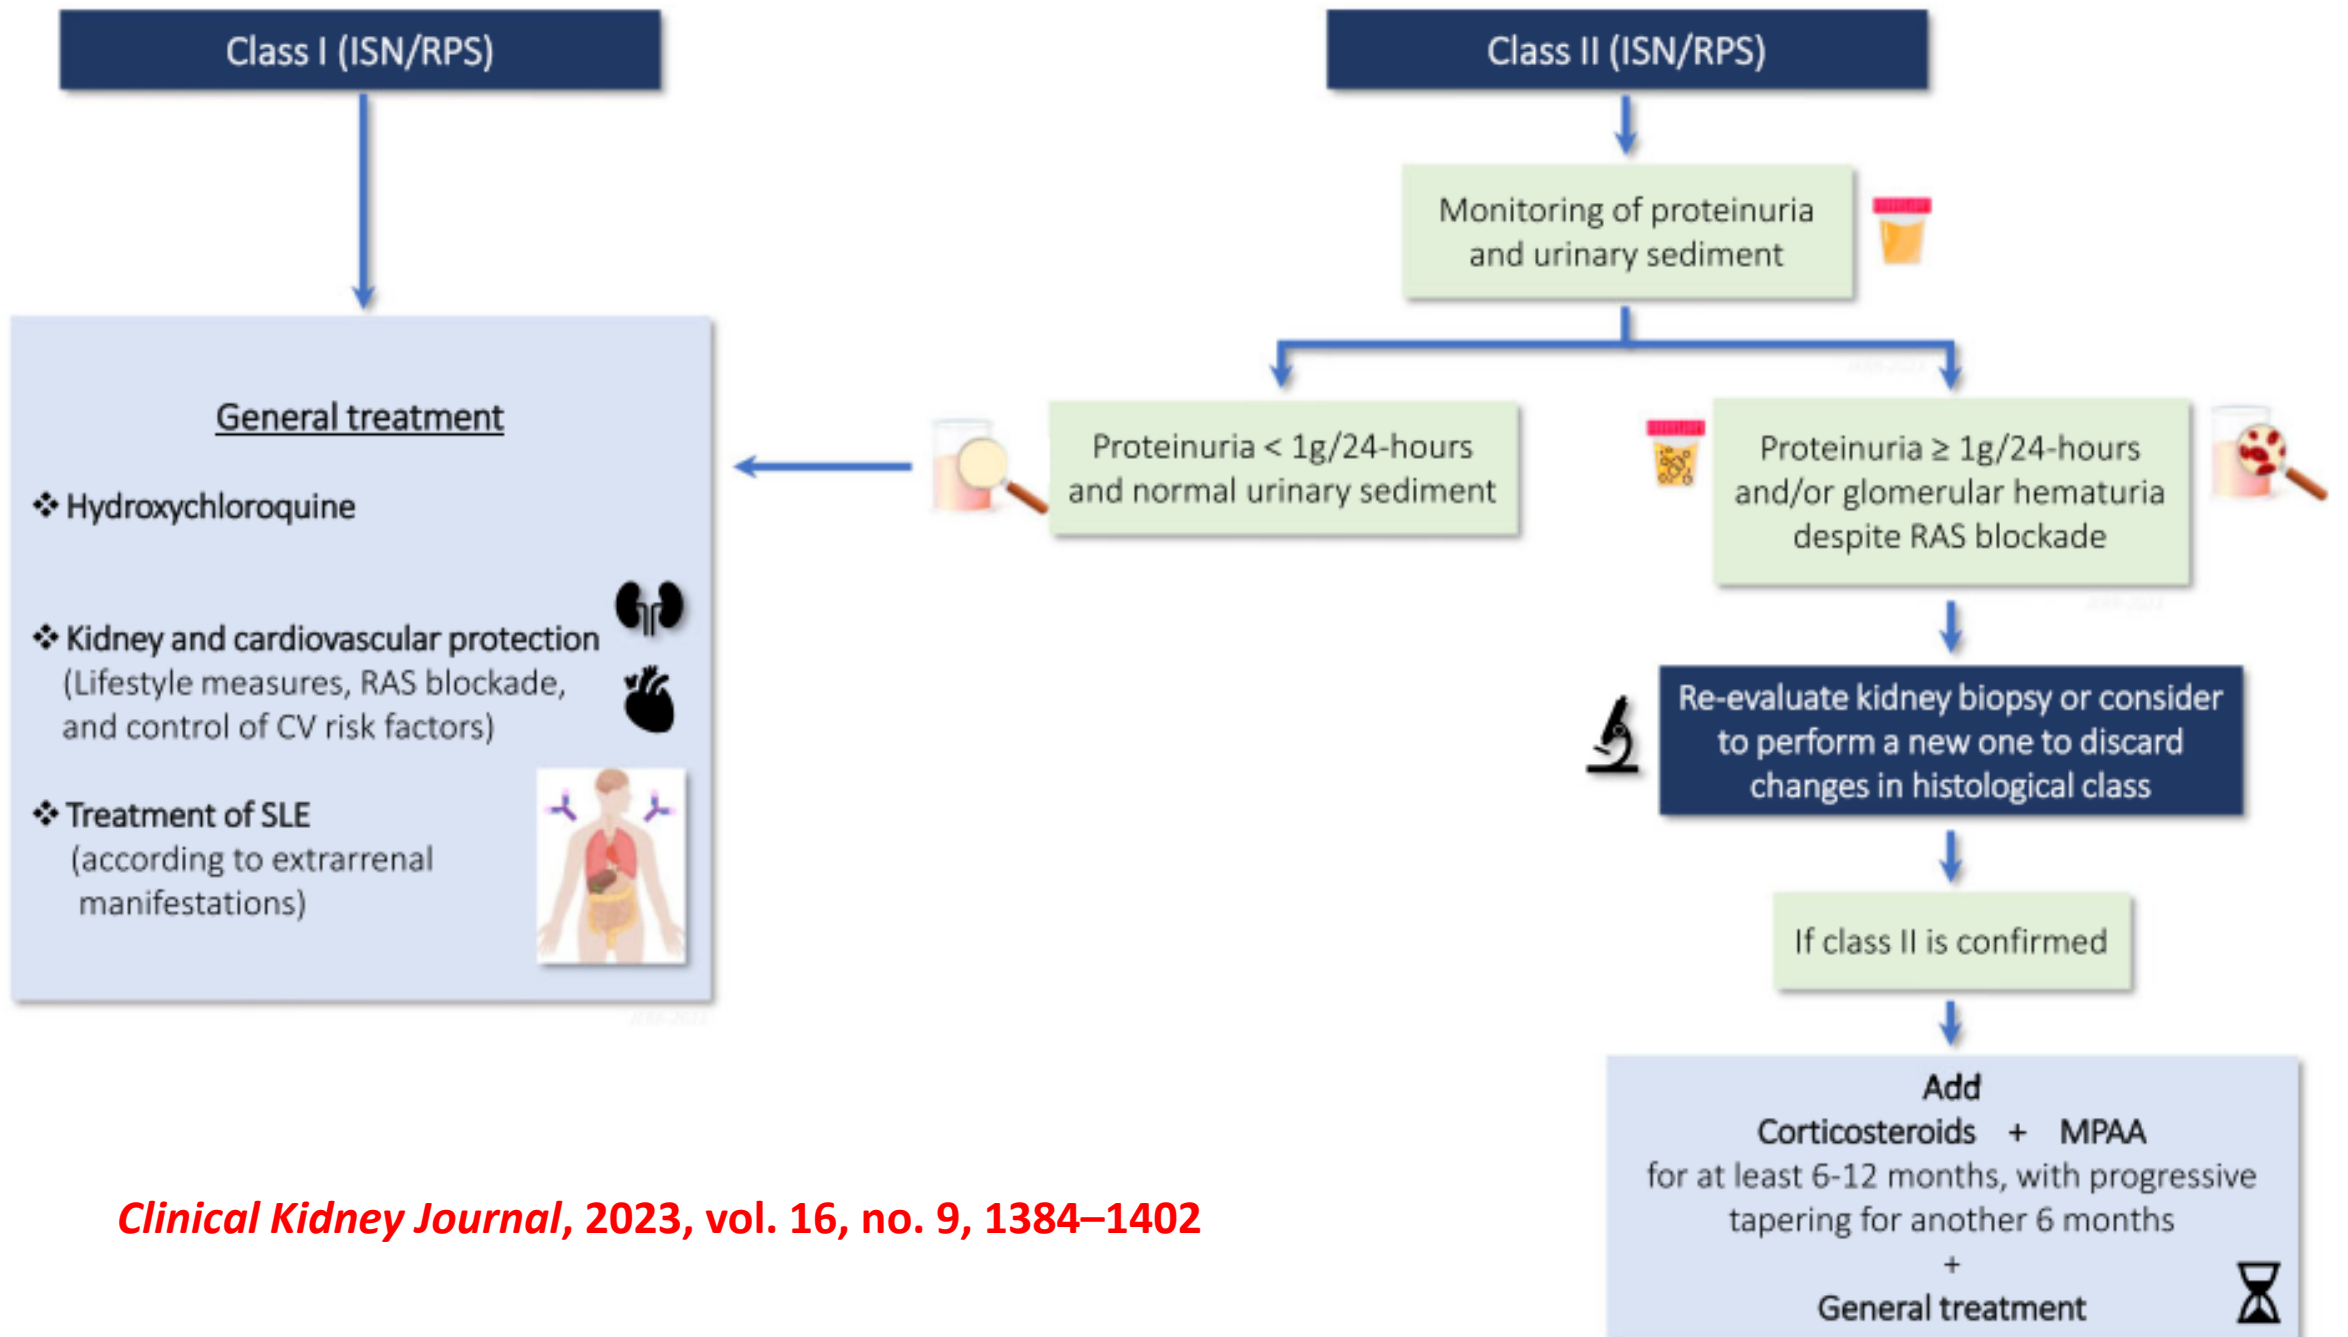 Class I (ISN/RPS)
General treatment
❖ Hydroxychloroquine
❖ Kidney and cardiovascular protection
(Lifestyle measures, RAS blockade,
and control of CV risk factors)
❖ Treatment of SLE
(according to extrarrenal
manifestations)
Class II (ISN/RPS)
Monitoring of proteinuria
and urinary sediment
Proteinuria < 1g/24-hours
and normal urinary sediment
Proteinuria ≥ 1g/24-hours
and/or glomerular hematuria
despite RAS blockade
Re-evaluate kidney biopsy or consider
to perform a new one to discard
changes in histological class
If class II is confirmed
Add
Corticosteroids + MPAA
for at least 6-12 months, with progressive
tapering for another 6 months
+
General treatment
Clinical Kidney Journal, 2023, vol. 16, no. 9, 1384–1402